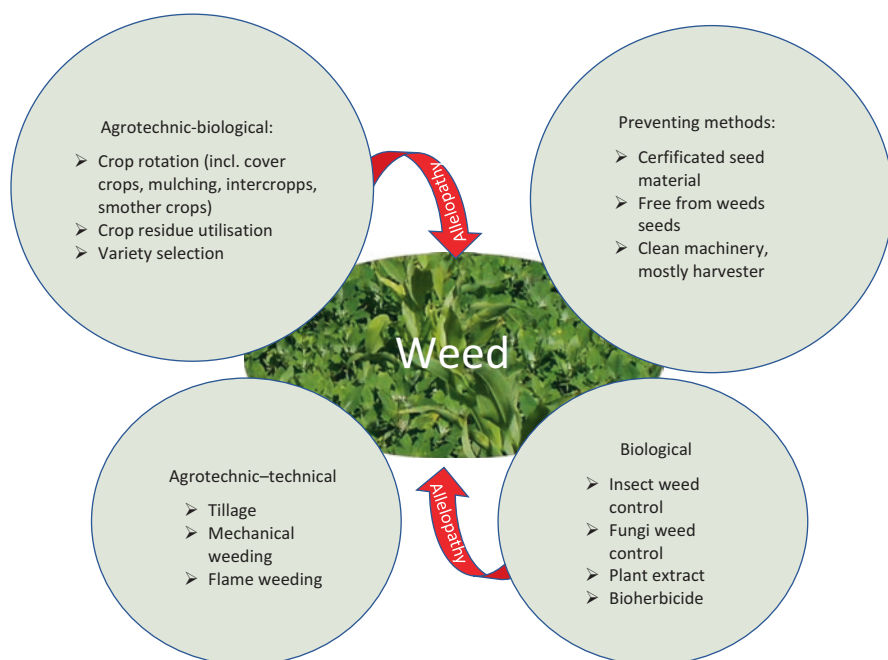 Agrotechnic-biological:
➢ Crop rotation (incl. cover
crops, mulching, intercropps,
smother crops)
➢ Crop residue utilisation
➢ Variety selection
Allelopathy
Preventing methods:
➢ Cerfificated seed
material
➢ Free from weeds
seeds
➢ Clean machinery,
mostly harvester
Weed
Agrotechnic–technical
➢ Tillage
➢ Mechanical
weeding
➢ Flame weeding
Allelopathy
Biological
➢ Insect weed
control
➢ Fungi weed
control
➢ Plant extract
➢ Bioherbicide